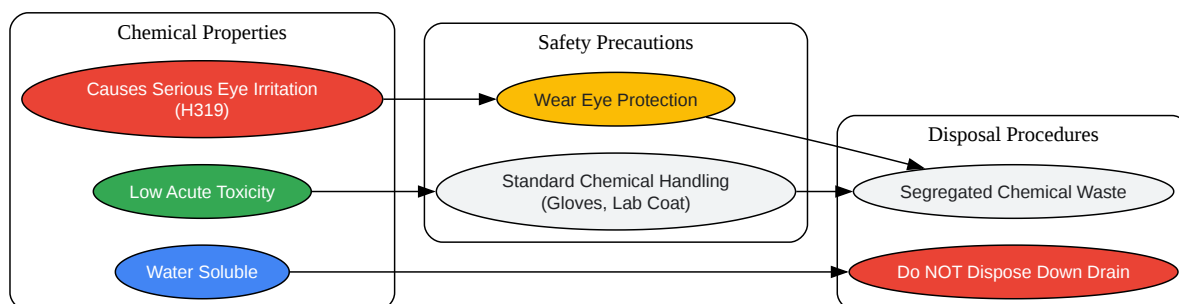 Chemical Properties
Causes Serious Eye Irritation
(H319)
Low Acute Toxicity
Water Soluble
Safety Precautions
Wear Eye Protection
Standard Chemical Handling
(Gloves, Lab Coat)
Disposal Procedures
Segregated Chemical Waste
Do NOT Dispose Down Drain